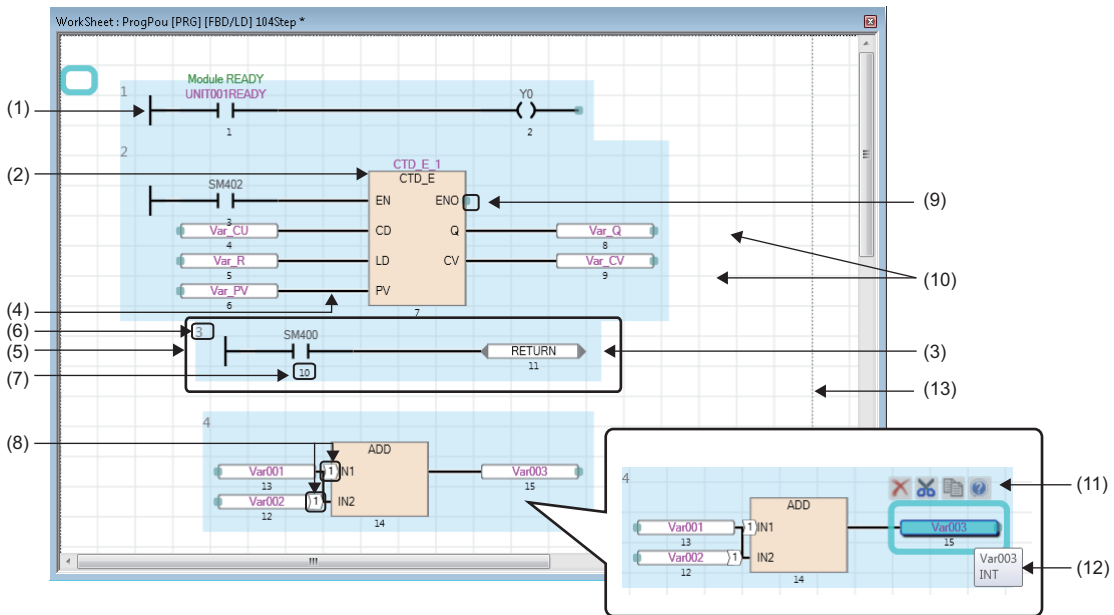 WorkSheet : ProgPou [PRG] [FBD/LD] 104Step *
1
Module READY
UNIT001READY
Y0
(1)
1
2
2
CTD_E_1
(2)
CTD_E
SM402
EN
ENO
(9)
3
Var_CU
CD
Q
Var_Q
4
8
Var_R
LD
CV
Var_CV
(10)
5
9
Var_PV
PV
6
7
(4)
(6)
3
SM400
(5)
RETURN
(3)
(7)
10
11
(13)
4
(8)
ADD
Var001
1
IN1
Var003
13
15
Var002
1
IN2
12
14
4
(11)
ADD
Var001
1
IN1
Var003
13
15
Var002
1
IN2
12
14
Var003
INT
(12)